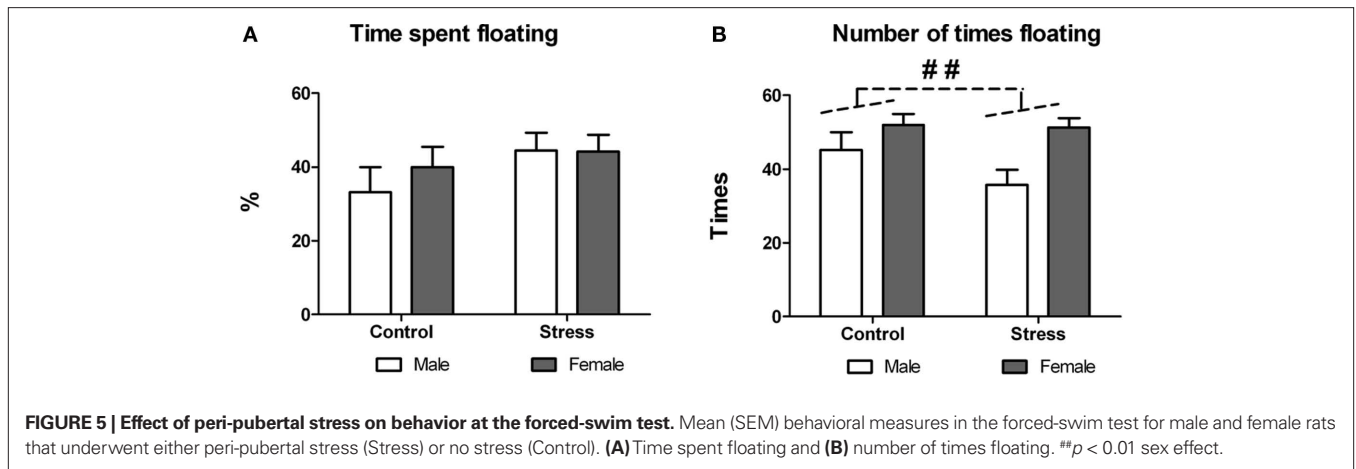 A Time spent floating
60
40
20
0
%
Control Stress
Male Female
B Number of times floating
# #
60
40
20
0
Times
Control Stress
Male Female
FIGURE 5 | Effect of peri-pubertal stress on behavior at the forced-swim test. Mean (SEM) behavioral measures in the forced-swim test for male and female rats
that underwent either peri-pubertal stress (Stress) or no stress (Control). (A) Time spent floating and (B) number of times floating. ##p < 0.01 sex effect.